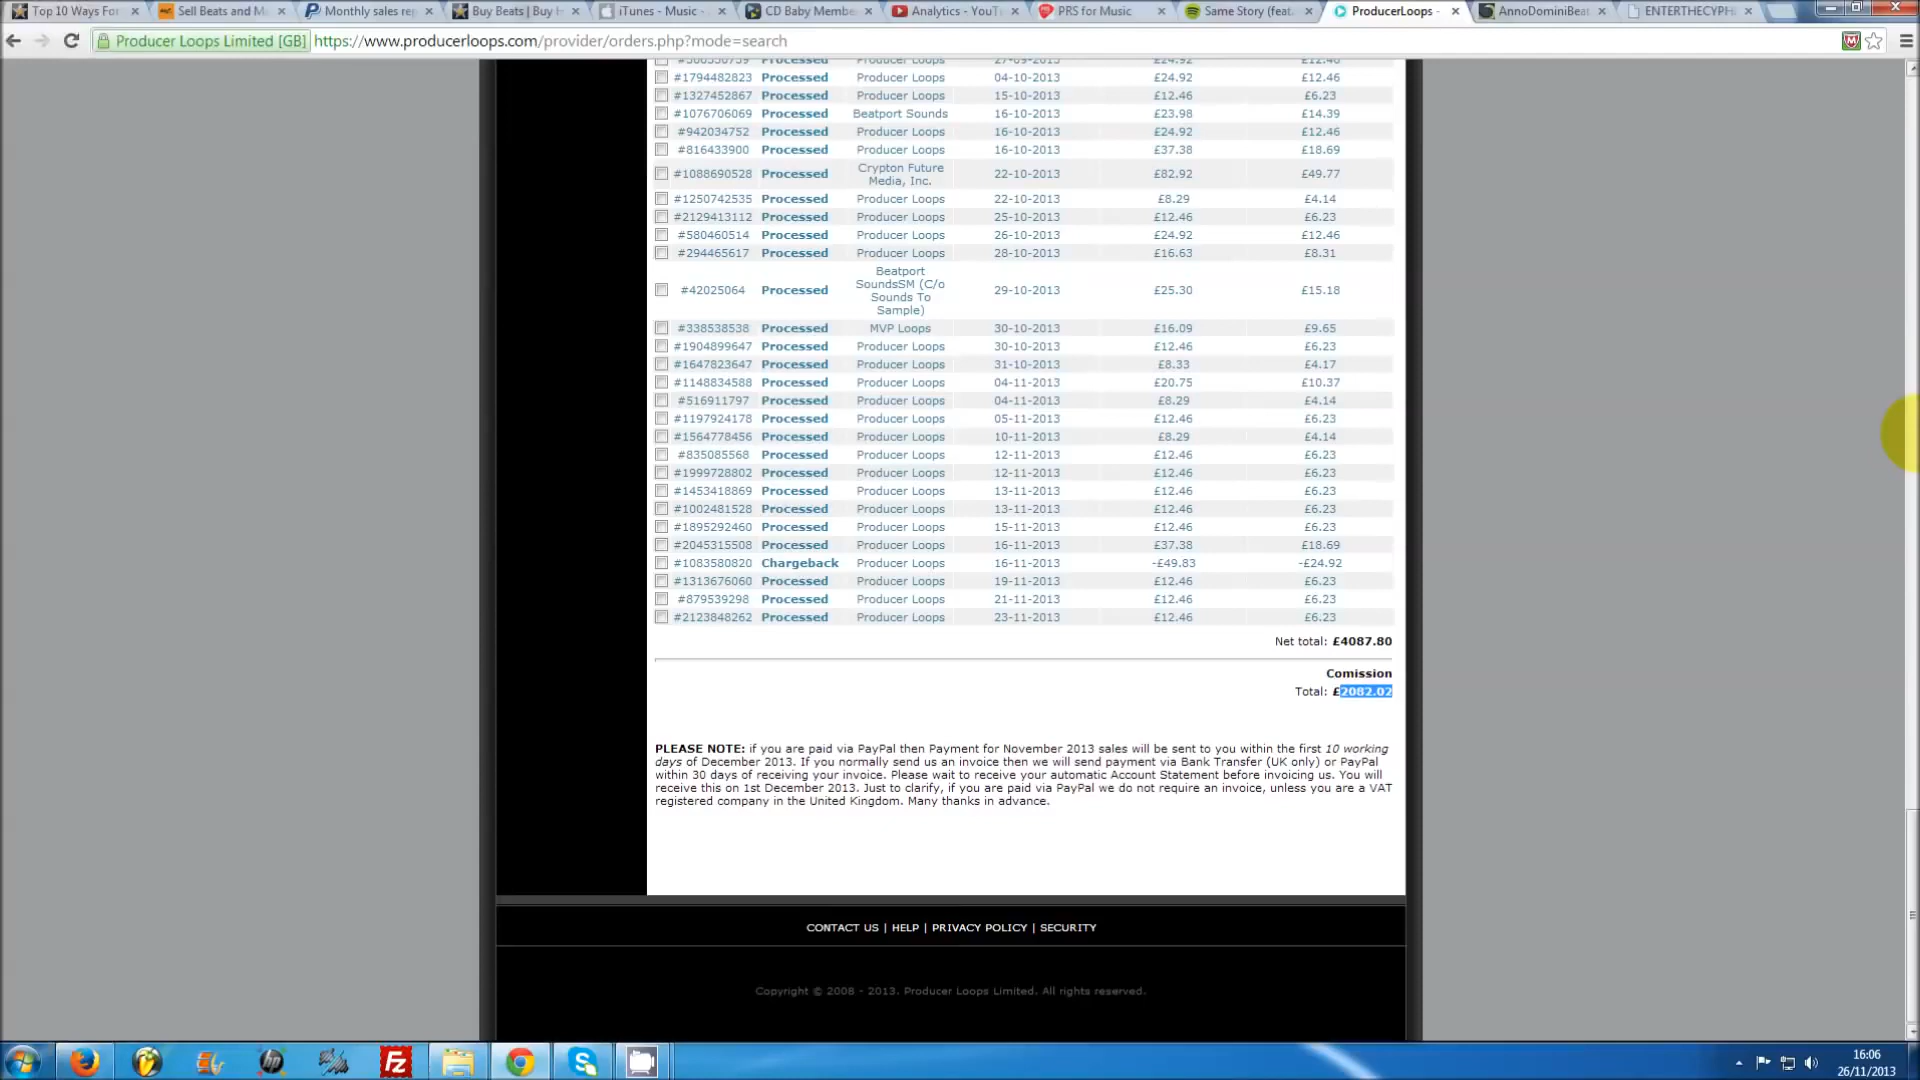 Top 10 Ways For
Sell Beats and M
Monthly sales rep
Buy Beats | Buy H
iTunes - Music -
CD Baby Membe
Analytics - YouT
PRS for Music
Same Story (feat.
ProducerLoops -
AnnoDominiBeat
ENTERTHECYPH
Producer Loops Limited [GB] https://www.producerloops.com/provider/orders.php?mode=search
#1794482823 Processed Producer Loops 04-10-2013 £24.92 £12.46
#1327452867 Processed Producer Loops 15-10-2013 £12.46 £6.23
#1076706069 Processed Beatport Sounds 16-10-2013 £23.98 £14.39
#942034752 Processed Producer Loops 16-10-2013 £24.92 £12.46
#816433900 Processed Producer Loops 16-10-2013 £37.38 £18.69
#1088690528 Processed Crypton Future Media, Inc. 22-10-2013 £82.92 £49.77
#1250742535 Processed Producer Loops 22-10-2013 £8.29 £4.14
#2129413112 Processed Producer Loops 25-10-2013 £12.46 £6.23
#580460514 Processed Producer Loops 26-10-2013 £24.92 £12.46
#294465617 Processed Producer Loops 28-10-2013 £16.63 £8.31
#42025064 Processed Beatport SoundsSM (C/o Sounds To Sample) 29-10-2013 £25.30 £15.18
#338538538 Processed MVP Loops 30-10-2013 £16.09 £9.65
#1904899647 Processed Producer Loops 30-10-2013 £12.46 £6.23
#1647823647 Processed Producer Loops 31-10-2013 £8.33 £4.17
#1148834588 Processed Producer Loops 04-11-2013 £20.75 £10.37
#516911797 Processed Producer Loops 04-11-2013 £8.29 £4.14
#1197924178 Processed Producer Loops 05-11-2013 £12.46 £6.23
#1564778456 Processed Producer Loops 10-11-2013 £8.29 £4.14
#835085568 Processed Producer Loops 12-11-2013 £12.46 £6.23
#1999728802 Processed Producer Loops 12-11-2013 £12.46 £6.23
#1453418869 Processed Producer Loops 13-11-2013 £12.46 £6.23
#1002481528 Processed Producer Loops 13-11-2013 £12.46 £6.23
#1895292460 Processed Producer Loops 15-11-2013 £12.46 £6.23
#2045315508 Processed Producer Loops 16-11-2013 £37.38 £18.69
#1083580820 Chargeback Producer Loops 16-11-2013 -£49.83 -£24.92
#1313676060 Processed Producer Loops 19-11-2013 £12.46 £6.23
#879539298 Processed Producer Loops 21-11-2013 £12.46 £6.23
#2123848262 Processed Producer Loops 23-11-2013 £12.46 £6.23
Net total: £4087.80
Comission
Total: £2082.02
PLEASE NOTE: if you are paid via PayPal then Payment for November 2013 sales will be sent to you within the first 10 working
days of December 2013. If you normally send us an invoice then we will send payment via Bank Transfer (UK only) or PayPal
within 30 days of receiving your invoice. Please wait to receive your automatic Account Statement before invoicing us. You will
receive this on 1st December 2013. Just to clarify, if you are paid via PayPal we do not require an invoice, unless you are a VAT
registered company in the United Kingdom. Many thanks in advance.
CONTACT US | HELP | PRIVACY POLICY | SECURITY
Copyright © 2008 - 2013. Producer Loops Limited. All rights reserved.
16:06
26/11/2013